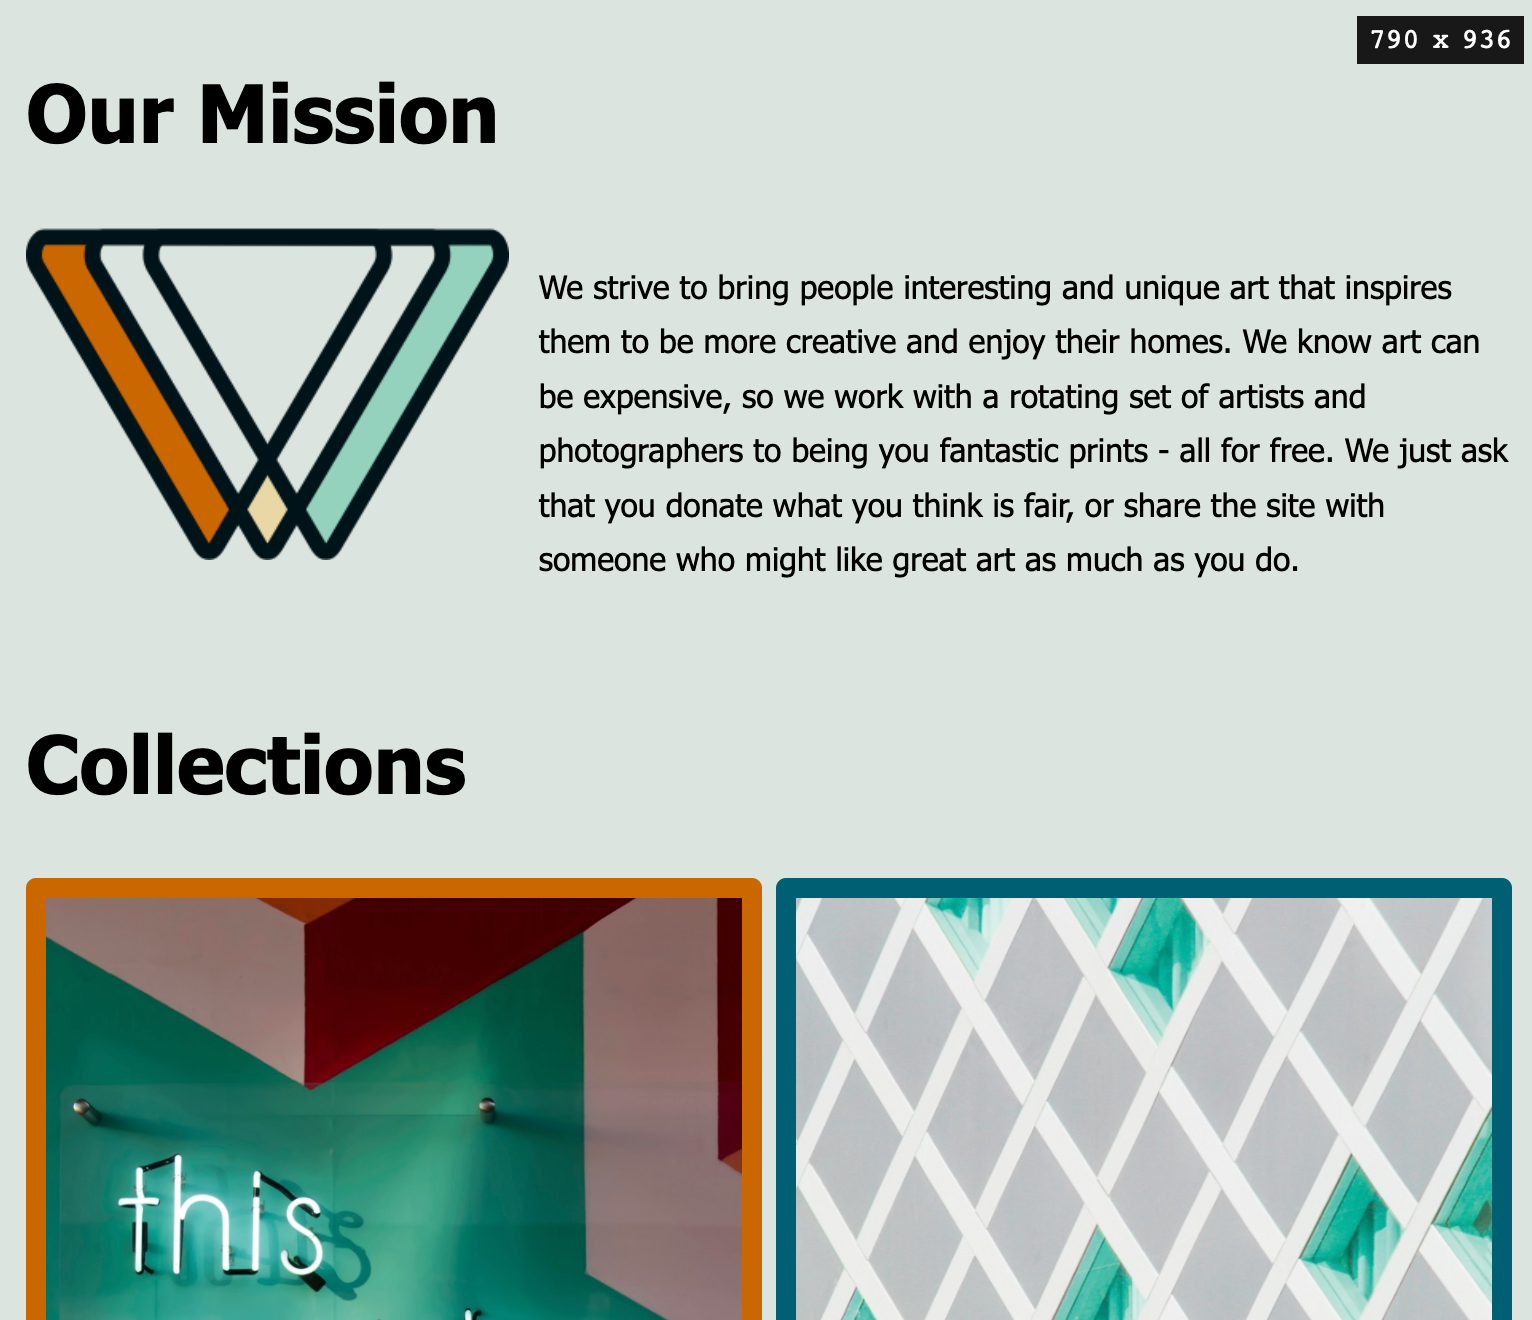 790 x 936
Our Mission
We strive to bring people interesting and unique art that inspires
them to be more creative and enjoy their homes. We know art can
be expensive, so we work with a rotating set of artists and
photographers to being you fantastic prints - all for free. We just ask
that you donate what you think is fair, or share the site with
someone who might like great art as much as you do.
Collections
this